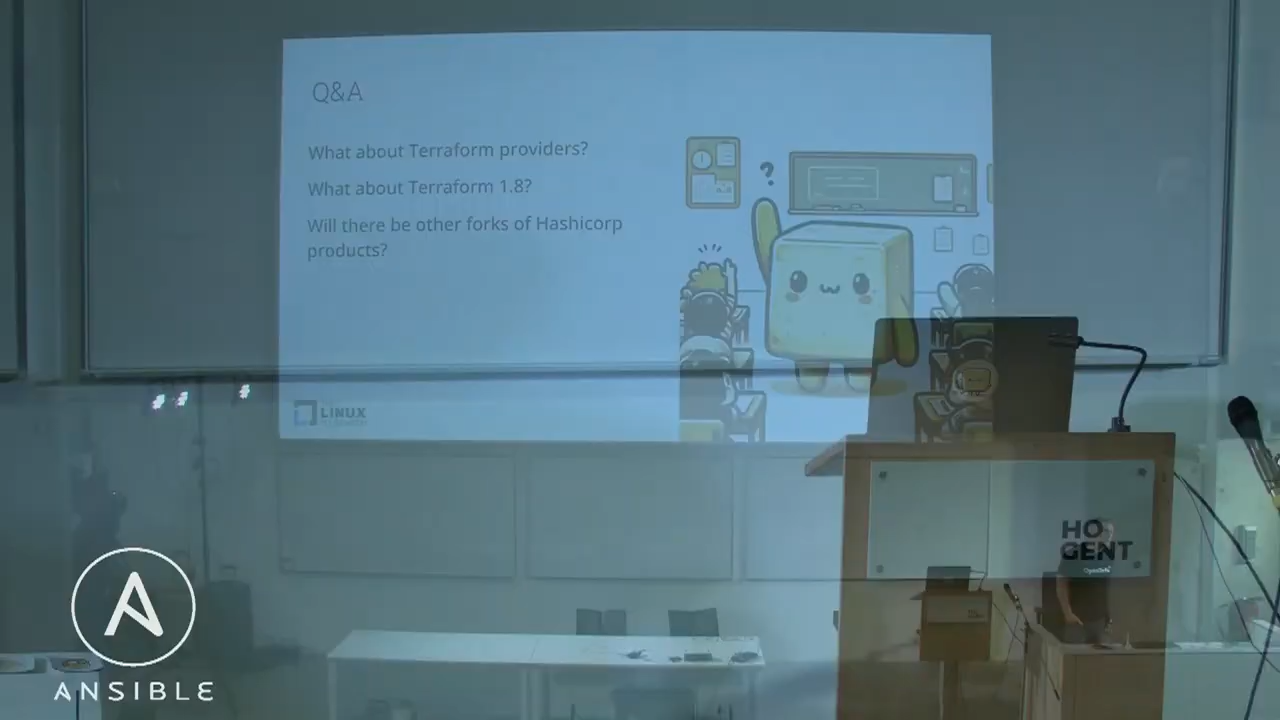 Q&A
What about Terraform providers?
What about Terraform 1.8?
Will there be other forks of Hashicorp
products?
LINUX
HO
GENT
ANSIBLE